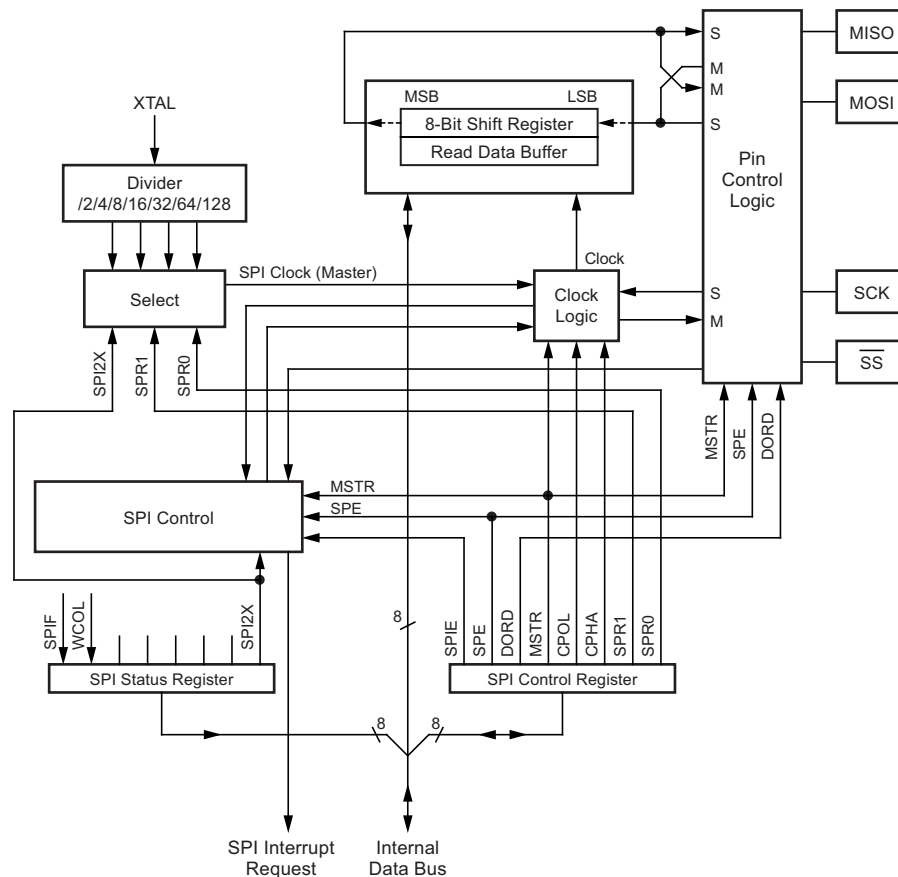 S
MISO
M
M
MOSI
S
MSB
LSB
8-Bit Shift Register
Read Data Buffer
Pin
Control
Logic
XTAL
Divider
/2/4/8/16/32/64/128
Select
SPI Clock (Master)
Clock
Clock
Logic
S
M
SCK
SS
SPI2X
SPR1
SPR0
MSTR
SPE
DORD
SPI Control
MSTR
SPE
SPIF
WCOL
SPI2X
8
SPIE
SPE
DORD
MSTR
CPOL
CPHA
SPR1
SPR0
SPI Status Register
SPI Control Register
8
8
SPI Interrupt
Request
Internal
Data Bus